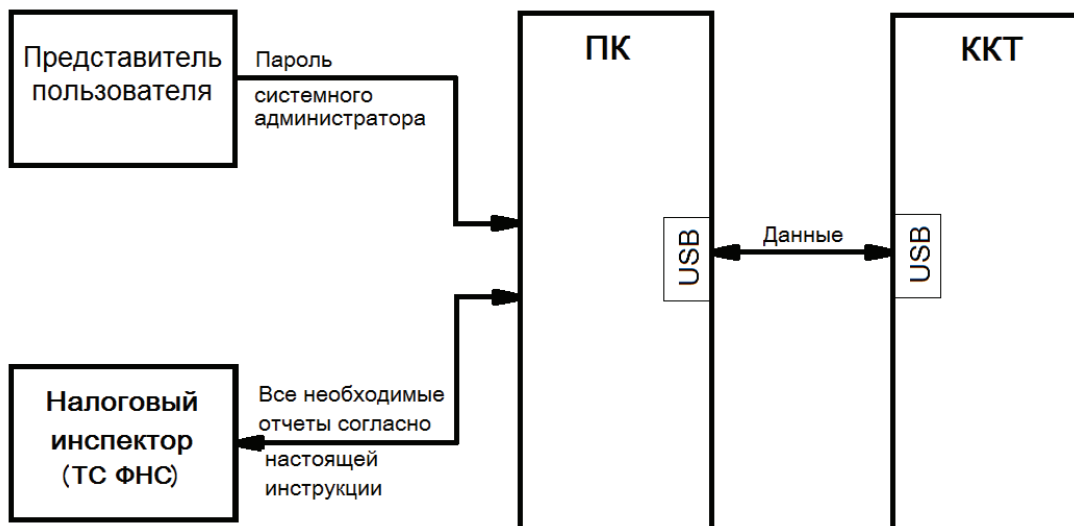 Представитель
пользователя
Пароль
системного
администратора
ПК
ККТ
USB
Данные
USB
Налоговый
инспектор
(ТС ФНС)
Все необходимые
отчеты согласно
настоящей
инструкции